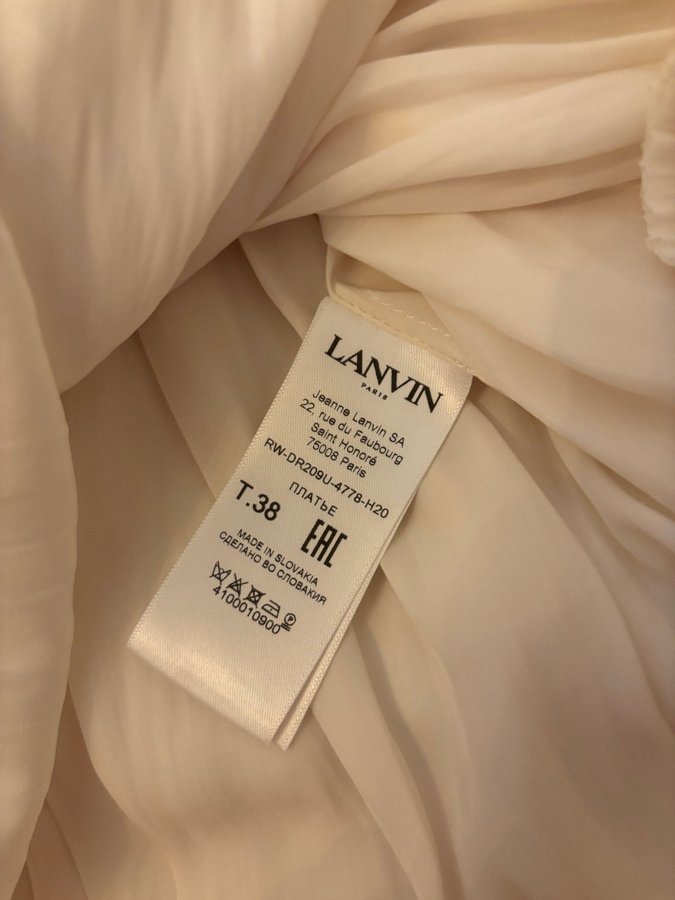 LANVIN
PARIS
Jeanne Lanvin SA
22, rue du Faubourg
Saint Honoré
75008 Paris
RW-DR209U-4778-H20
ПЛАТЬЕ
T.38
EAC
MADE IN SLOVAKIA
СДЕЛАНО ВО СЛОВАКИЯ
4100010900